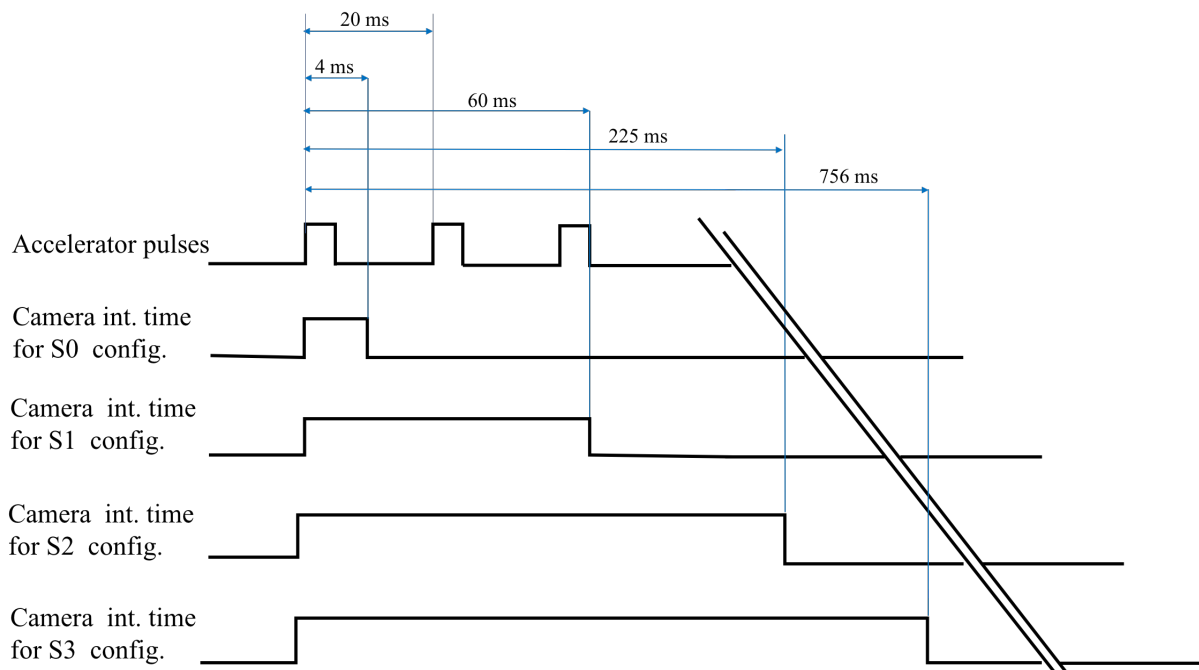 20 ms
4 ms
60 ms
225 ms
756 ms
Accelerator pulses
Camera int. time
for S0 config.
Camera int. time
for S1 config.
Camera int. time
for S2 config.
Camera int. time
for S3 config.